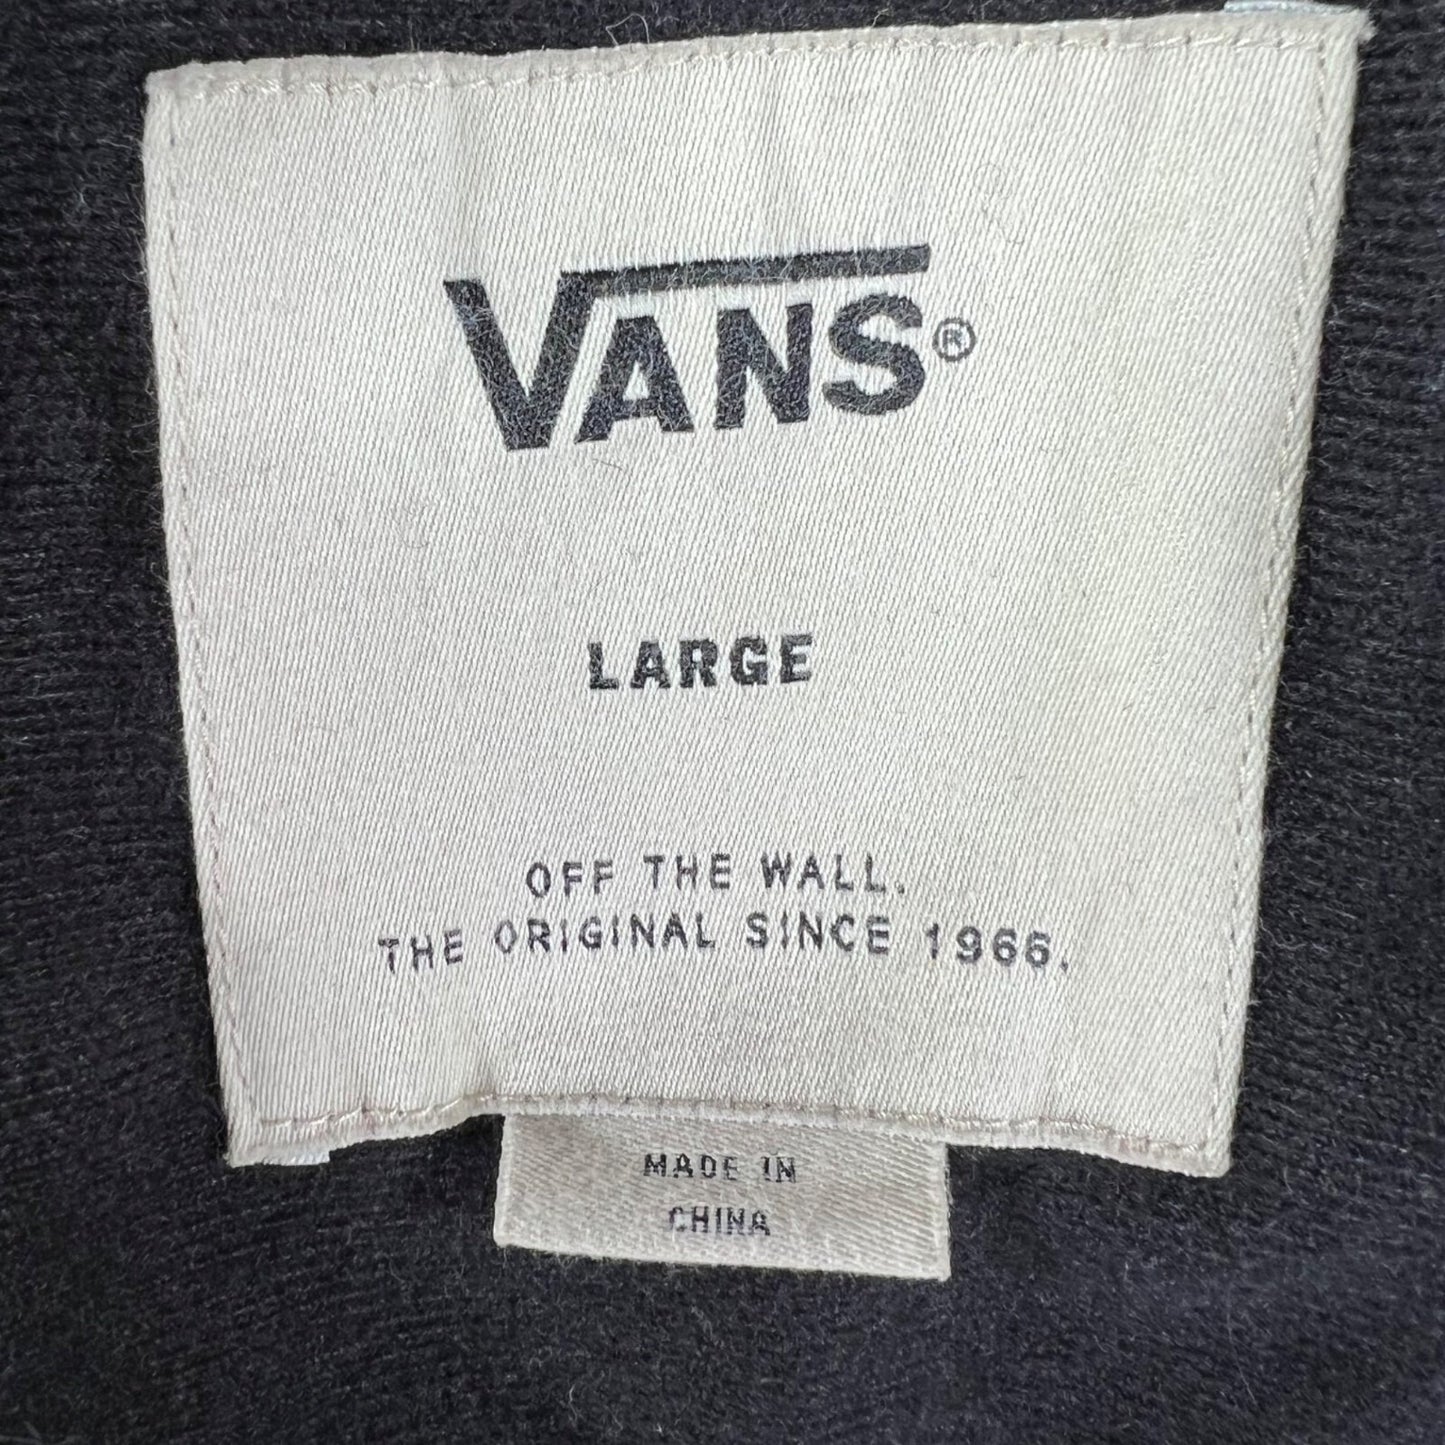 VANS®
LARGE
OFF THE WALL.
THE ORIGINAL SINCE 1966.
MADE IN
CHINA